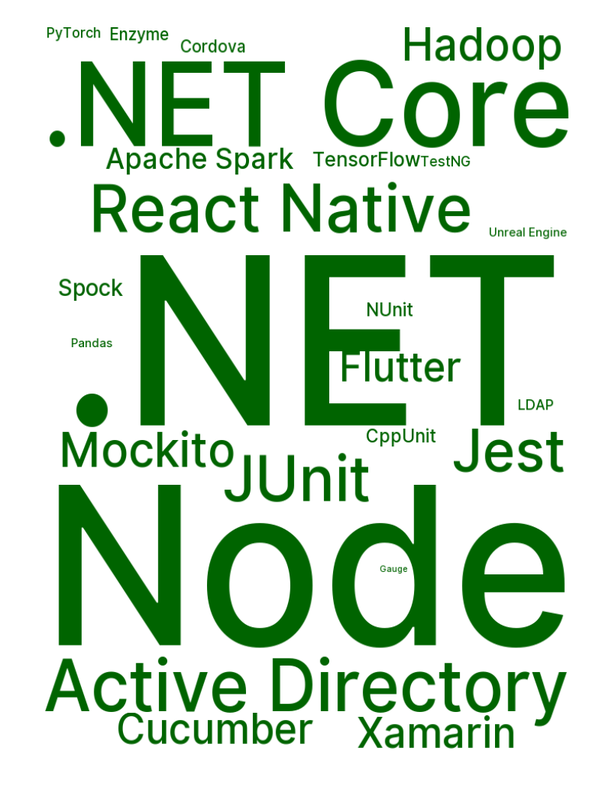 PyTorch Enzyme
Cordova
Hadoop
.NET Core
Apache Spark TensorFlow TestNG
React Native
Unreal Engine
.NET
Spock
NUnit
Pandas
Flutter
LDAP
CppUnit
Mockito
Jest
JUnit
Node
Gauge
Active Directory
Cucumber
Xamarin